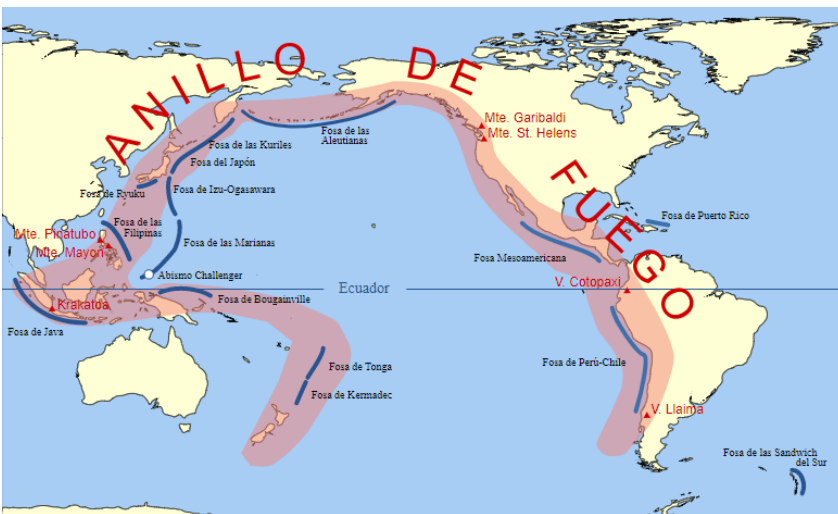 ANILLO DE FUEGO
Mte. Garibaldi
Mte. St. Helens
Fosa de las
Aleutianas
Fosa de las Kuriles
Fosa del Japón
Fosa de Ryuku
Fosa de Izu-Ogasawara
Fosa de Puerto Rico
Fosa de las
Filipinas
Mte. Pinatubo
Mte. Mayon
Fosa de las Marianas
Fosa Mesoamericana
Abismo Challenger
V. Cotopaxi
Ecuador
Krakatoa
Fosa de Bougainville
Fosa de Java
Fosa de Tonga
Fosa de Perú-Chile
Fosa de Kermadec
V. Llaima
Fosa de las Sandwich
del Sur